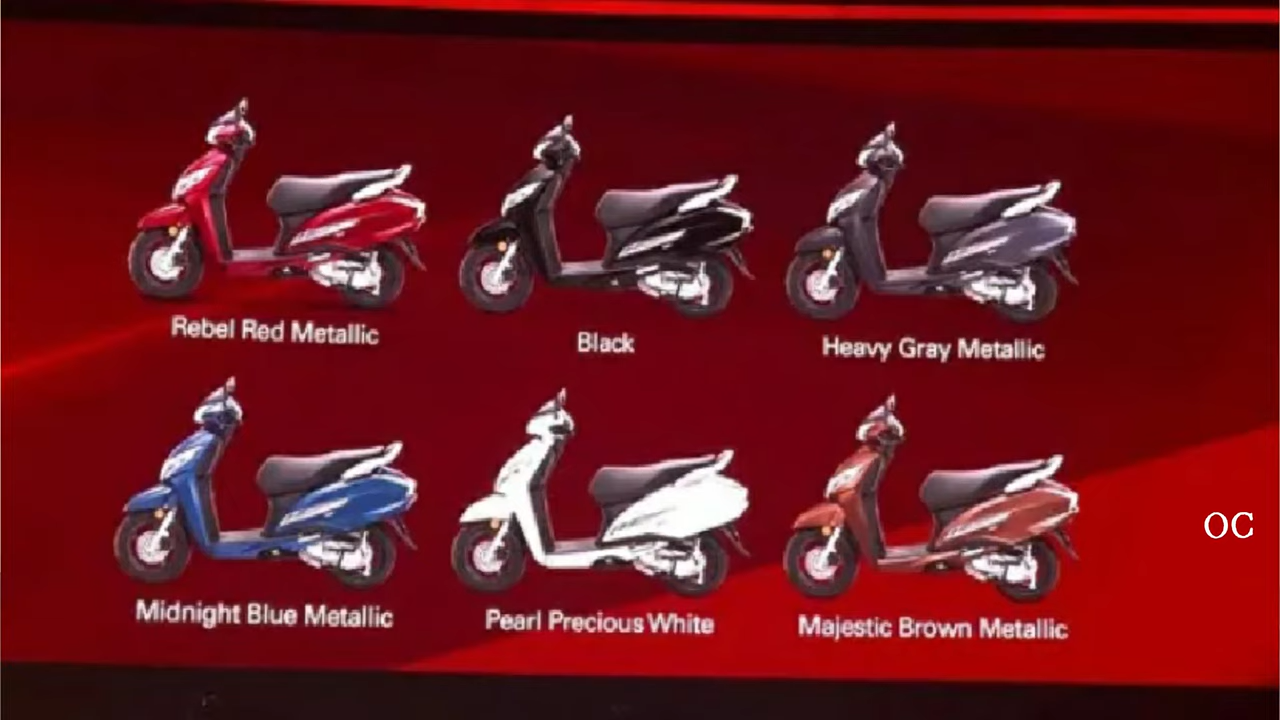 Rebel Red Metallic
Black
Heavy Gray Metallic
OC
Midnight Blue Metallic
Pearl Precious White
Majestic Brown Metallic